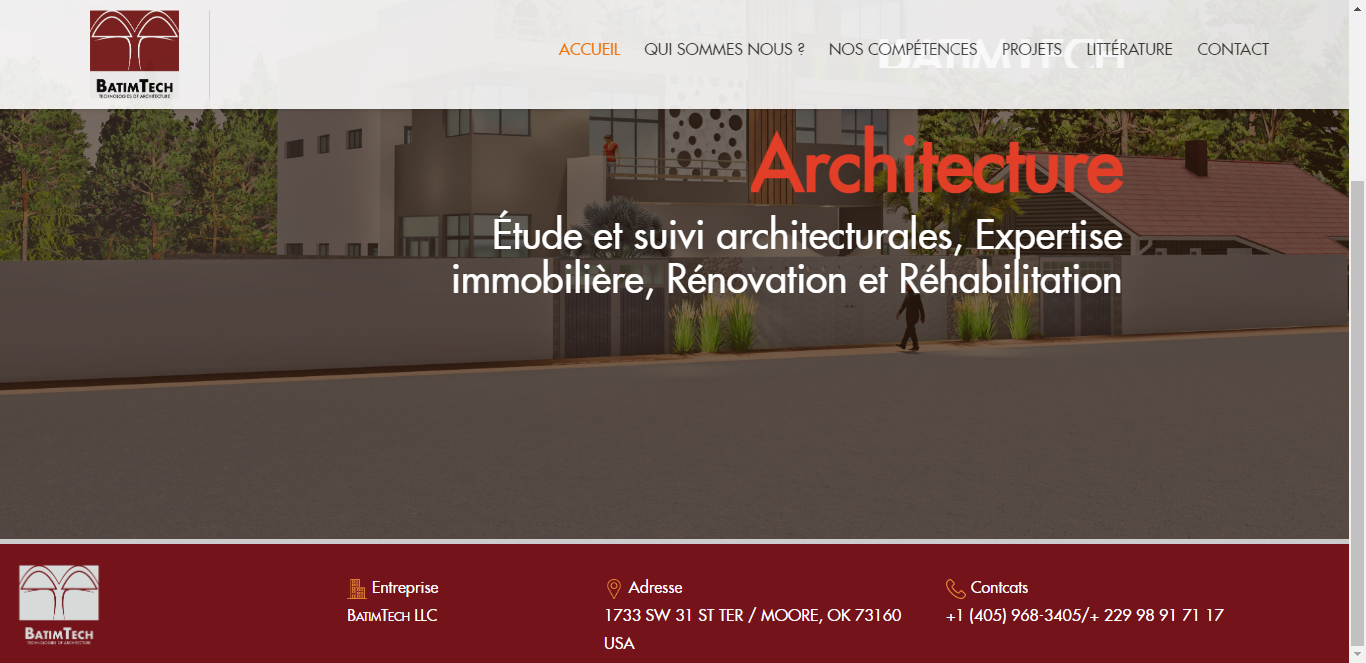 BATIMTECH
TECHNOLOGIES OF ARCHITECTURE
ACCUEIL QUI SOMMES NOUS ? NOS COMPÉTENCES PROJETS LITTÉRATURE CONTACT
BATIMTECH
Architecture
Étude et suivi architecturales, Expertise
immobilière, Rénovation et Réhabilitation
BATIMTECH
TECHNOLOGIES OF ARCHITECTURE
Entreprise
BATIMTECH LLC
Adresse
1733 SW 31 ST TER / MOORE, OK 73160
USA
Contcats
+1 (405) 968-3405/+ 229 98 91 71 17